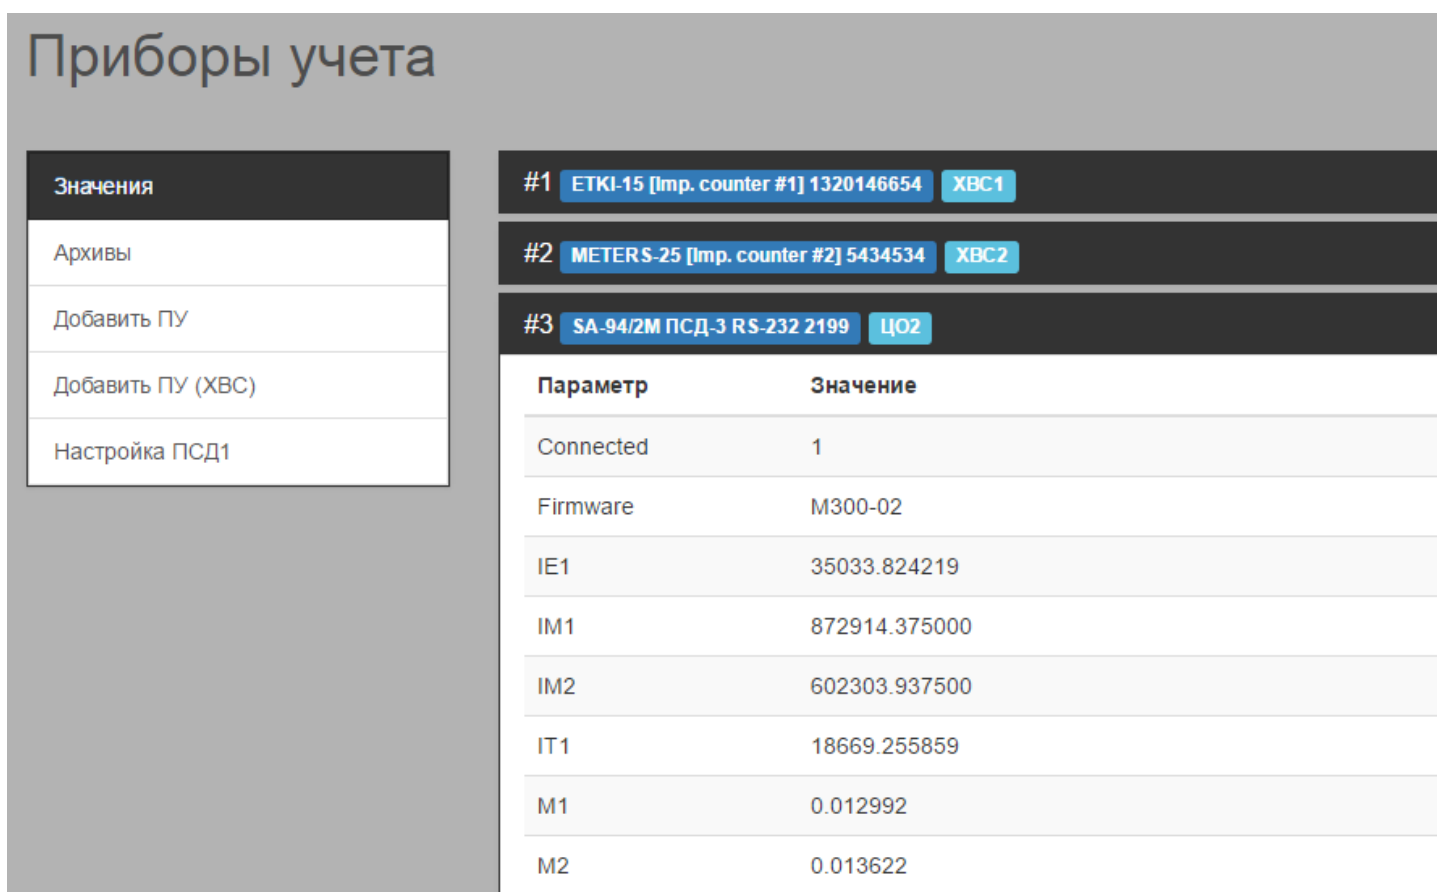 Приборы учета
Значения
Архивы
Добавить ПУ
Добавить ПУ (ХВС)
Настройка ПСД1
#1 ETKI-15 [Imp. counter #1] 1320146654 ХВС1
#2 METERS-25 [Imp. counter #2] 5434534 ХВС2
#3 SA-94/2M ПСД-3 RS-232 2199 ЦО2
Параметр Значение
Connected 1
Firmware M300-02
IE1 35033.824219
IM1 872914.375000
IM2 602303.937500
IT1 18669.255859
M1 0.012992
M2 0.013622